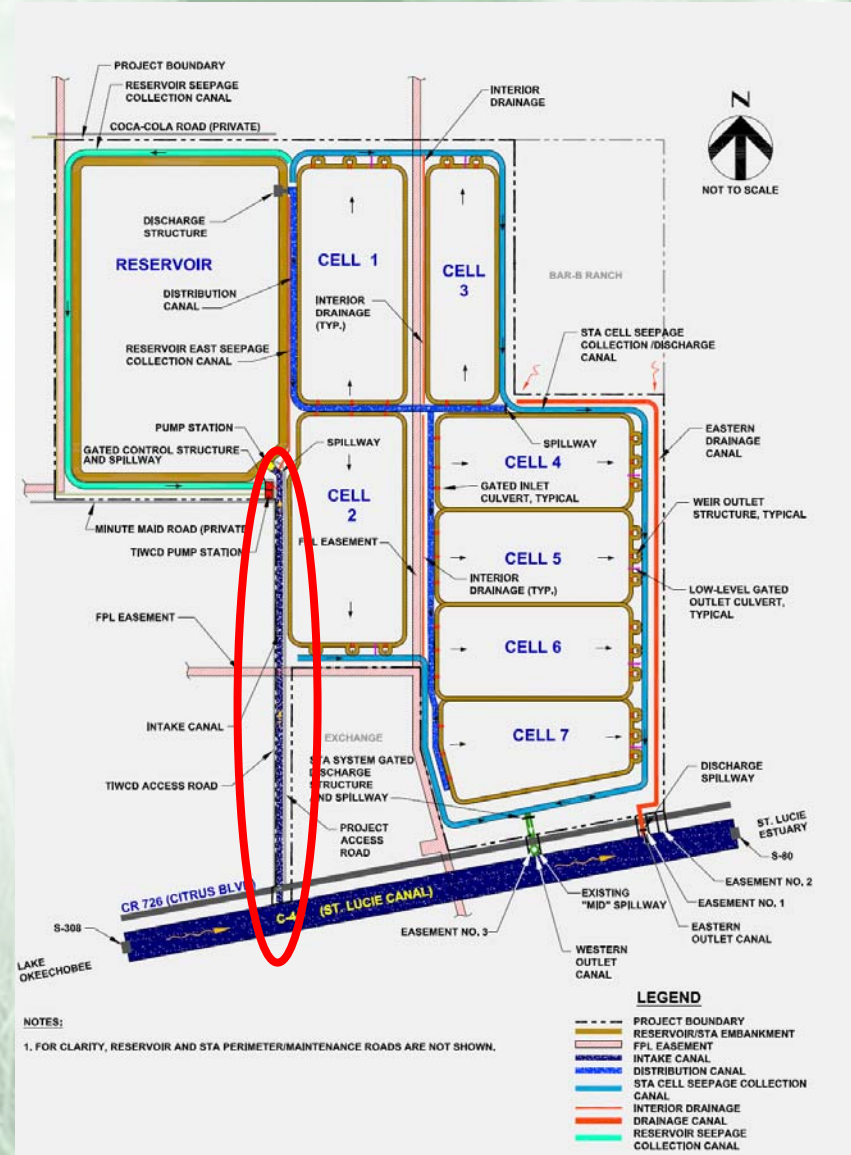 PROJECT BOUNDARY
RESERVOIR SEEPAGE
COLLECTION CANAL
COCA-COLA ROAD (PRIVATE)
INTERIOR
DRAINAGE
N
NOT TO SCALE
DISCHARGE
STRUCTURE
RESERVOIR
CELL 1
CELL
3
BAR-B RANCH
DISTRIBUTION
CANAL
INTERIOR
DRAINAGE
(TYP.)
STA CELL SEEPAGE
COLLECTION /DISCHARGE
CANAL
RESERVOIR EAST SEEPAGE
COLLECTION CANAL
PUMP STATION
GATED CONTROL STRUCTURE
AND SPILLWAY
SPILLWAY
SPILLWAY
EASTERN
DRAINAGE
CANAL
CELL 4
GATED INLET
CULVERT, TYPICAL
WEIR OUTLET
STRUCTURE, TYPICAL
CELL
2
MINUTE MAID ROAD (PRIVATE
TIWCD PUMP STATION
FPL EASEMENT
CELL 5
INTERIOR
DRAINAGE (TYP.)
LOW-LEVEL GATED
OUTLET CULVERT,
TYPICAL
FPL EASEMENT
CELL 6
INTAKE CANAL
EXCHANGE
CELL 7
STA SYSTEM GATED
DISCHARGE
STRUCTURE
AND SPILLWAY
DISCHARGE
SPILLWAY
TIWCD ACCESS ROAD
PROJECT
ACCESS
ROAD
ST. LUCIE
ESTUARY
S-80
CR 726 (CITRUS BLVD)
C-4 (ST. LUCIE CANAL)
EASEMENT NO. 2
EASEMENT NO. 1
EXISTING
"MID" SPILLWAY
EASTERN
OUTLET CANAL
S-308
EASEMENT NO. 3
WESTERN
OUTLET
CANAL
LAKE
OKEECHOBEE
NOTES:
1. FOR CLARITY, RESERVOIR AND STA PERIMETER/MAINTENANCE ROADS ARE NOT SHOWN.
LEGEND
PROJECT BOUNDARY
RESERVOIR/STA EMBANKMENT
FPL EASEMENT
INTAKE CANAL
DISTRIBUTION CANAL
STA CELL SEEPAGE COLLECTION
CANAL
INTERIOR DRAINAGE
DRAINAGE CANAL
RESERVOIR SEEPAGE
COLLECTION CANAL